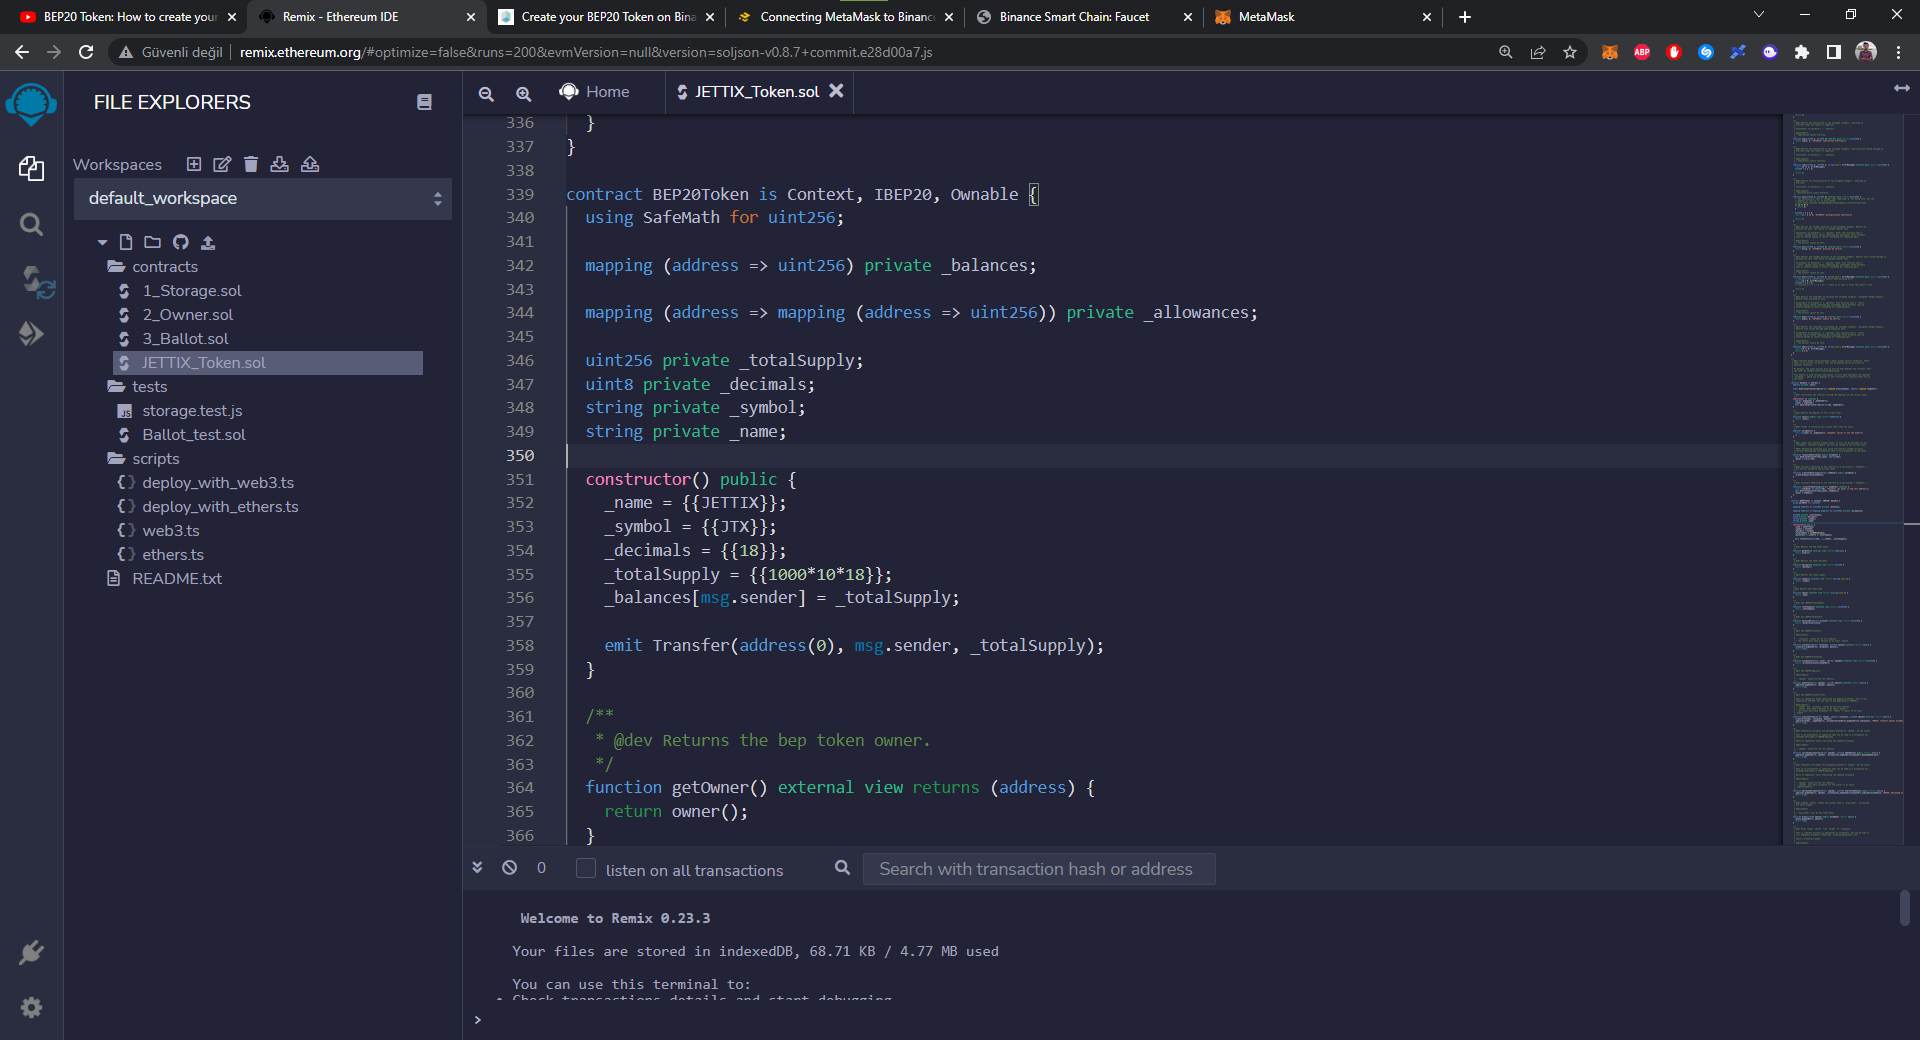 BEP20 Token: How to create your
Remix - Ethereum IDE
Create your BEP20 Token on Bina
Connecting MetaMask to Binance
Binance Smart Chain: Faucet
MetaMask
Güvenli değil
remix.ethereum.org/#optimize=false&runs=200&evmVersion=null&version=soljson-v0.8.7+commit.e28d00a7.js
ABP
FILE EXPLORERS
Workspaces
default_workspace
contracts
1_Storage.sol
2_Owner.sol
3_Ballot.sol
JETTIX_Token.sol
tests
JS storage.test.js
Ballot_test.sol
scripts
{} deploy_with_web3.ts
{} deploy_with_ethers.ts
{} web3.ts
{} ethers.ts
README.txt
Home
JETTIX_Token.sol
336 }
337 }
338
339 contract BEP20Token is Context, IBEP20, Ownable {
340 using SafeMath for uint256;
341
342 mapping (address => uint256) private _balances;
343
344 mapping (address => mapping (address => uint256)) private _allowances;
345
346 uint256 private _totalSupply;
347 uint8 private _decimals;
348 string private _symbol;
349 string private _name;
350
351 constructor() public {
352 _name = {{JETTIX}};
353 _symbol = {{JTX}};
354 _decimals = {{18}};
355 _totalSupply = {{1000*10*18}};
356 _balances[msg.sender] = _totalSupply;
357
358 emit Transfer(address(0), msg.sender, _totalSupply);
359 }
360
361 /**
362 * @dev Returns the bep token owner.
363 */
364 function getOwner() external view returns (address) {
365 return owner();
366 }
0
listen on all transactions
Search with transaction hash or address
Welcome to Remix 0.23.3
Your files are stored in indexedDB, 68.71 KB / 4.77 MB used
You can use this terminal to:
• Check transactions details and start debugging
>